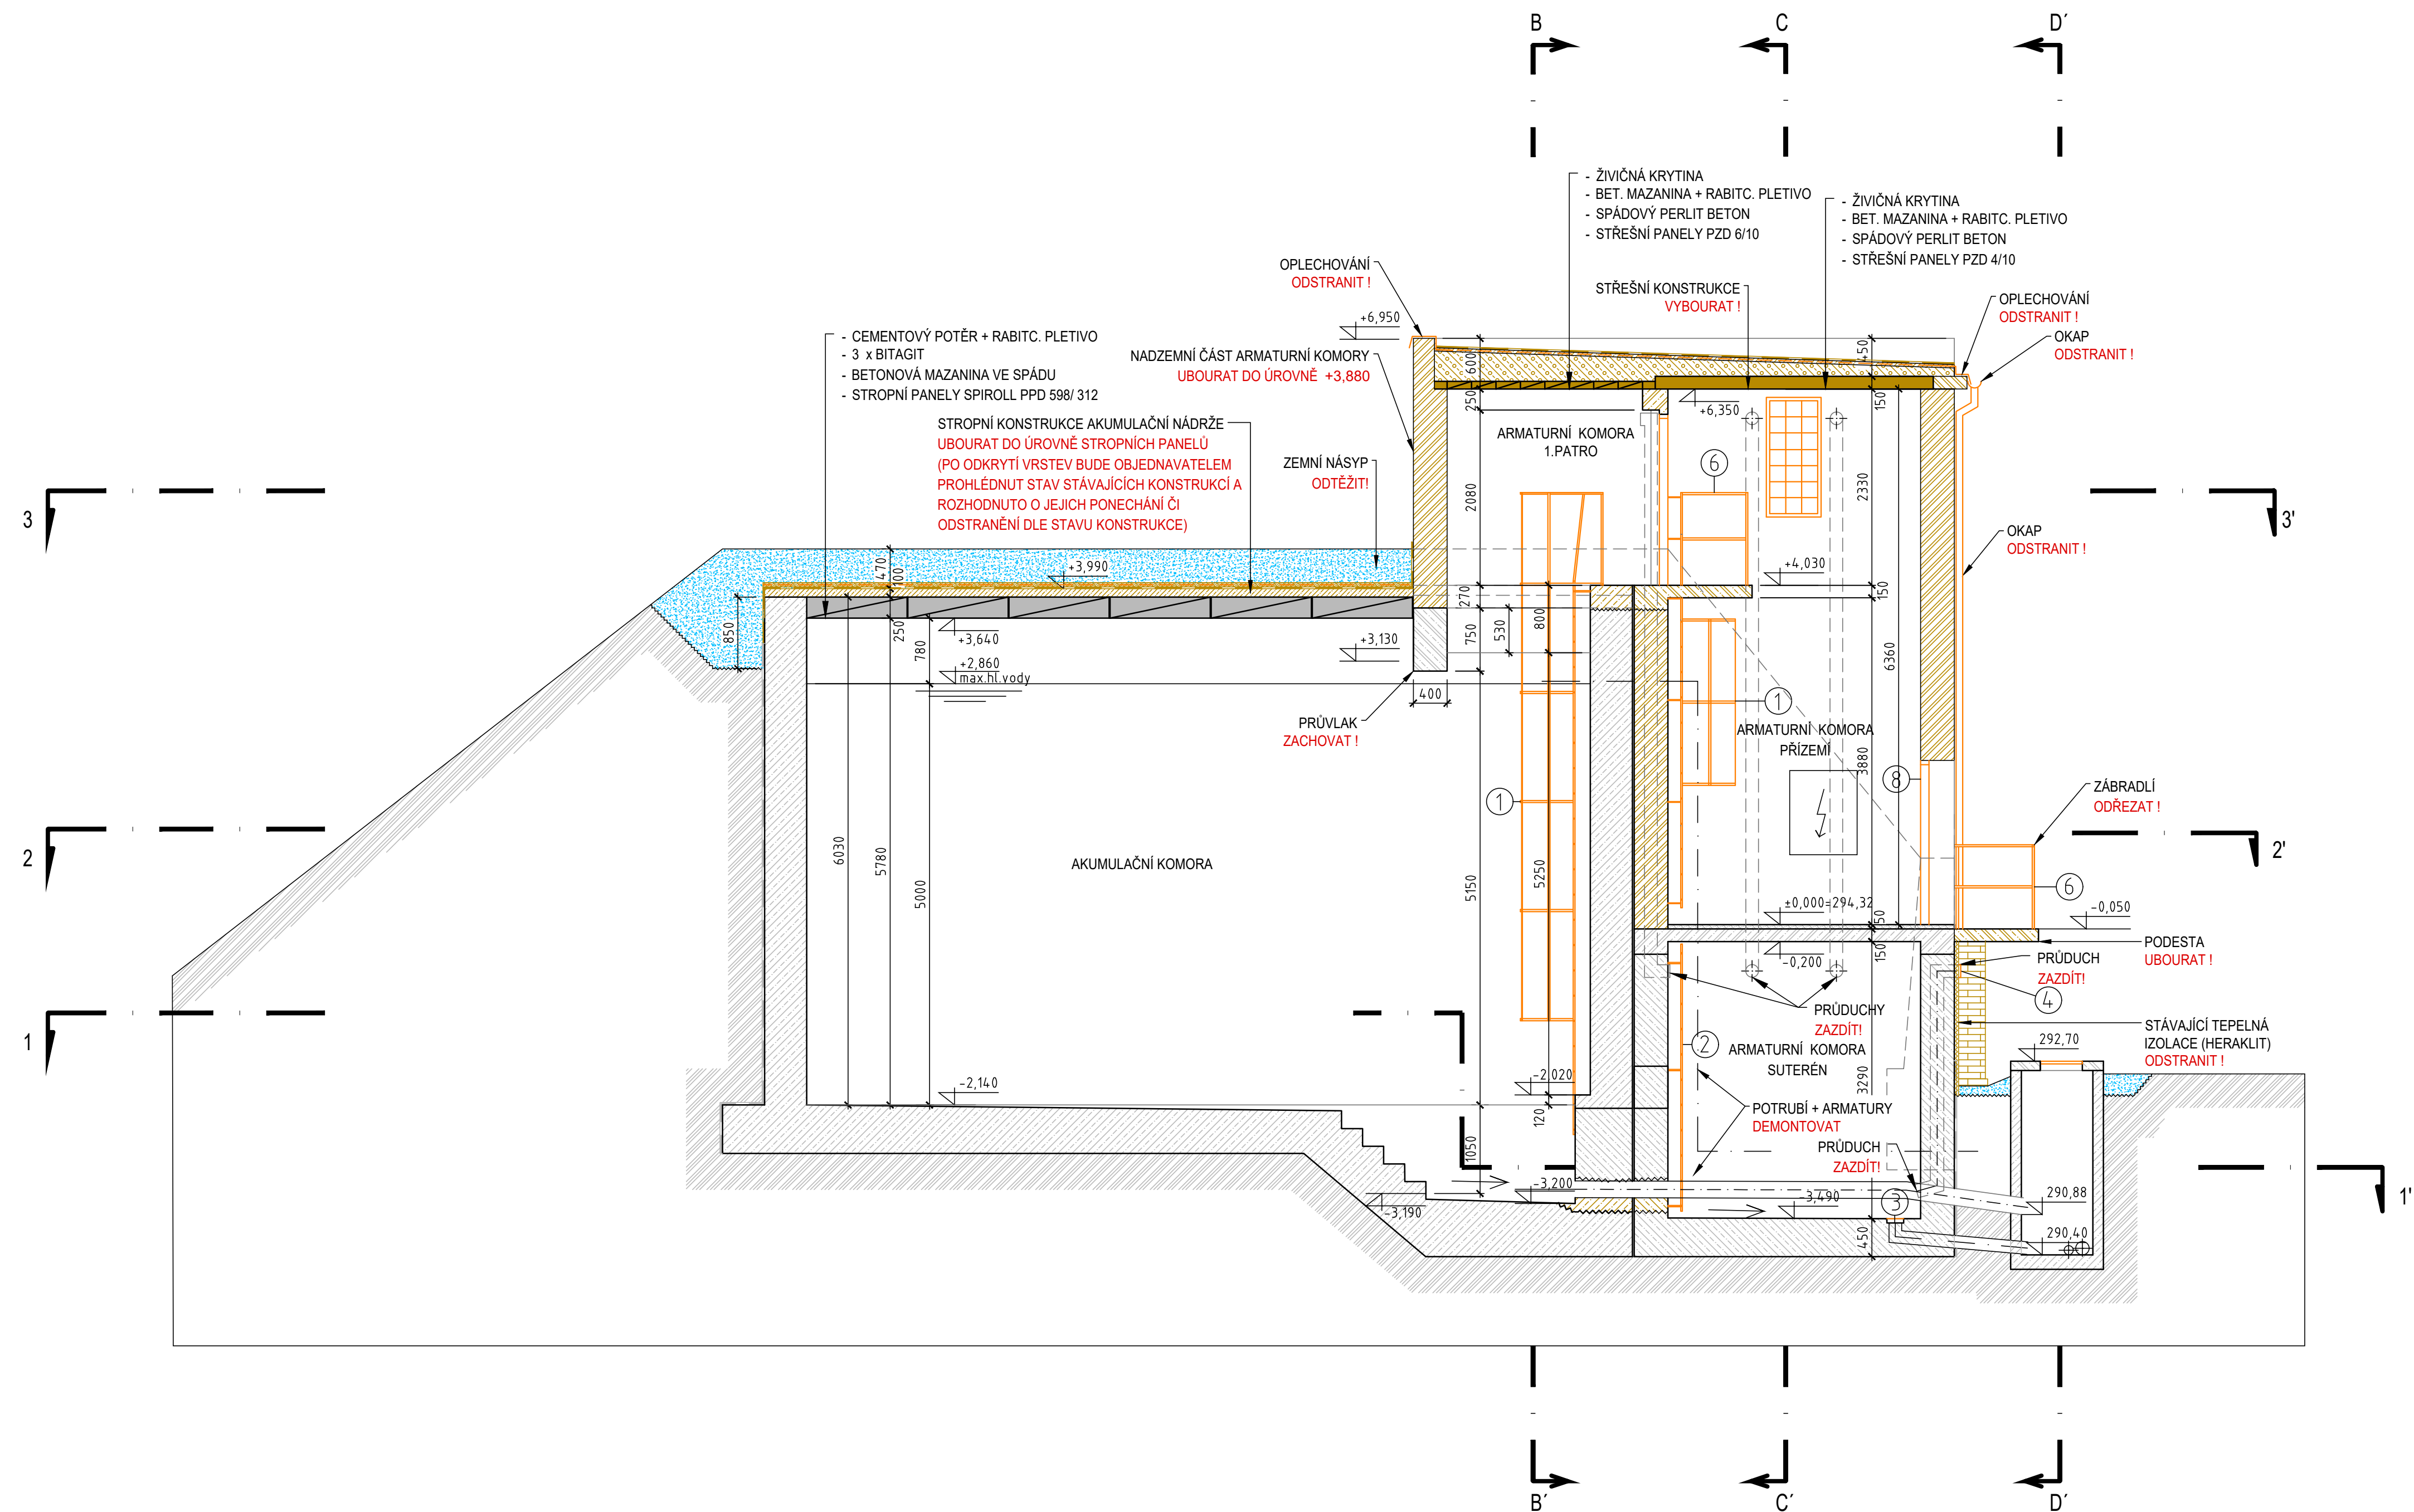 B
C
D´
- ŽIVIČNÁ KRYTINA
- BET. MAZANINA + RABITC. PLETIVO
- SPÁDOVÝ PERLIT BETON
- STŘEŠNÍ PANELY PZD 6/10
- ŽIVIČNÁ KRYTINA
- BET. MAZANINA + RABITC. PLETIVO
- SPÁDOVÝ PERLIT BETON
- STŘEŠNÍ PANELY PZD 4/10
OPLECHOVÁNÍ
ODSTRANIT !
STŘEŠNÍ KONSTRUKCE
VYBOURAT !
OPLECHOVÁNÍ
ODSTRANIT !
OKAP
ODSTRANIT !
+6,950
- CEMENTOVÝ POTĚR + RABITC. PLETIVO
- 3 x BITAGIT
- BETONOVÁ MAZANINA VE SPÁDU
- STROPNÍ PANELY SPIROLL PPD 598/ 312
NADZEMNÍ ČÁST ARMATURNÍ KOMORY
UBOURAT DO ÚROVNĚ +3,880
STROPNÍ KONSTRUKCE AKUMULAČNÍ NÁDRŽE
UBOURAT DO ÚROVNĚ STROPNÍCH PANELŮ
(PO ODKRYTÍ VRSTEV BUDE OBJEDNAVATELEM
PROHLÉDNUT STAV STÁVAJÍCÍCH KONSTRUKCÍ A
ROZHODNUTO O JEJICH PONECHÁNÍ ČI
ODSTRANĚNÍ DLE STAVU KONSTRUKCE)
ZEMNÍ NÁSYP
ODTĚŽIT!
600
250
450
150
+6,350
ARMATURNÍ KOMORA
1.PATRO
6
2080
2330
3
3'
OKAP
ODSTRANIT !
470
100
+3,990
+4,030
150
270
850
250
780
+3,640
+3,130
750
530
800
+2,860
max.hl.vody
400
6360
PRŮVLAK
ZACHOVAT !
1
ARMATURNÍ KOMORA
PŘÍZEMÍ
3880
8
1
ZÁBRADLÍ
ODŘEZAT !
2
2'
6030
5780
5000
AKUMULAČNÍ KOMORA
5150
5250
6
±0,000=294,32
50
-0,050
-0,200
150
PODESTA
UBOURAT !
PRŮDUCH
ZAZDÍT!
4
PRŮDUCHY
ZAZDÍT!
1
2
ARMATURNÍ KOMORA
SUTERÉN
STÁVAJÍCÍ TEPELNÁ
IZOLACE (HERAKLIT)
ODSTRANIT !
292,70
-2,140
-2,020
3290
120
POTRUBÍ + ARMATURY
DEMONTOVAT
1050
PRŮDUCH
ZAZDÍT!
-3,200
-3,190
-3,490
3
290,88
1'
450
290,40
B´
C´
D´